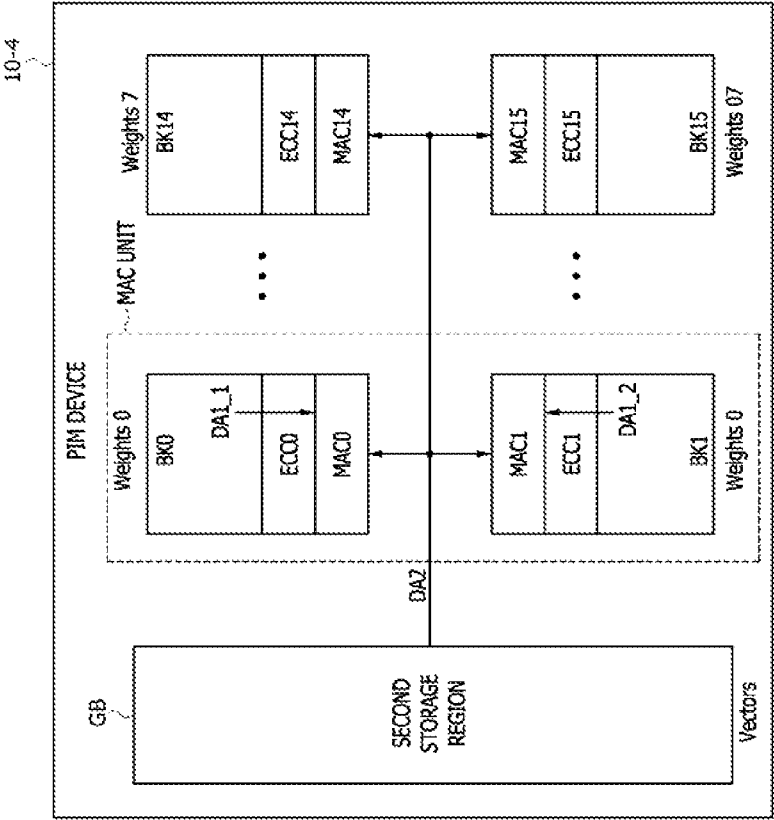 10-4
PIM DEVICE
GB
SECOND
STORAGE
REGION
Vectors
DA2
MAC UNIT
Weights 0
BK0
DA1_1
ECC0
MAC0
MAC1
ECC1
DA1_2
BK1
Weights 0
Weights 7
BK14
ECC14
MAC14
MAC15
ECC15
BK15
Weights 07